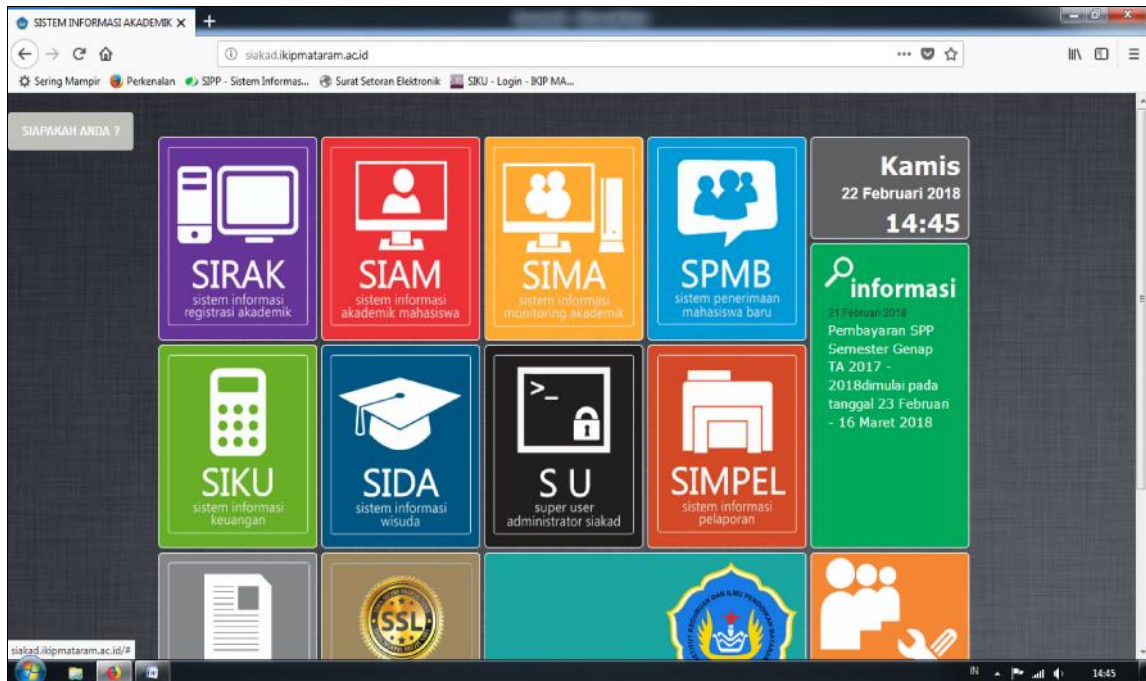 SISTEM INFORMASI AKADEMIK
siakad.ikipmataram.ac.id
Sering Mampir
Perkenalan
SIPP - Sistem Informas...
Surat Setoran Elektronik
SIKU - Login - IKIP MA...
SIAPAKAH ANDA ?
SIRAK
sistem informasi
registrasi akademik
SIAM
sistem informasi
akademik mahasiswa
SIMA
sistem informasi
monitoring akademik
SPMB
sistem penerimaan
mahasiswa baru
Kamis
22 Februari 2018
14:45
informasi
21 Februari 2018
Pembayaran SPP
Semester Genap
TA 2017 -
2018dimulai pada
tanggal 23 Februari
- 16 Maret 2018
SIKU
sistem informasi
keuangan
SIDA
sistem informasi
wisuda
>_
S U
super user
administrator siakad
SIMPEL
sistem informasi
pelaporan
SSL
siakad.ikipmataram.ac.id/#
IN
14:45